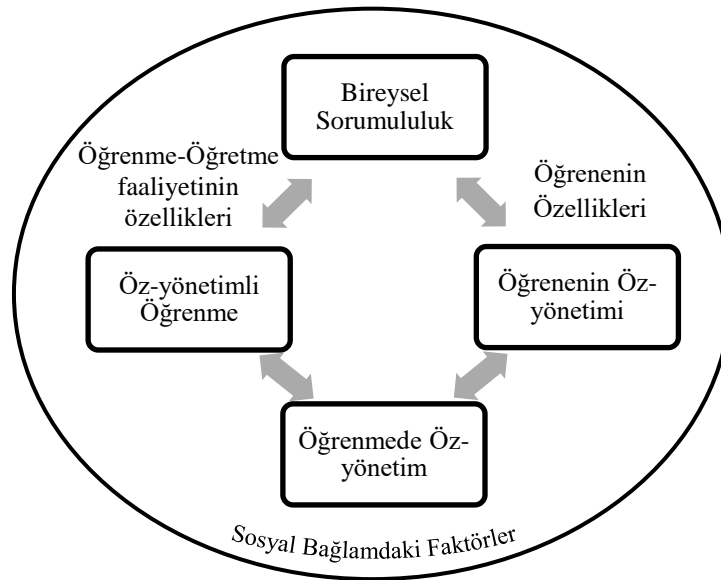 Bireysel
Sorumululuk
Öğrenme-Öğretme
faaliyetinin
özellikleri
Öğrenenin
Özellikleri
Öz-yönetimli
Öğrenme
Öğrenenin Öz-
yönetimi
Öğrenmede Öz-
yönetim
Sosyal Bağlamdaki Faktörler